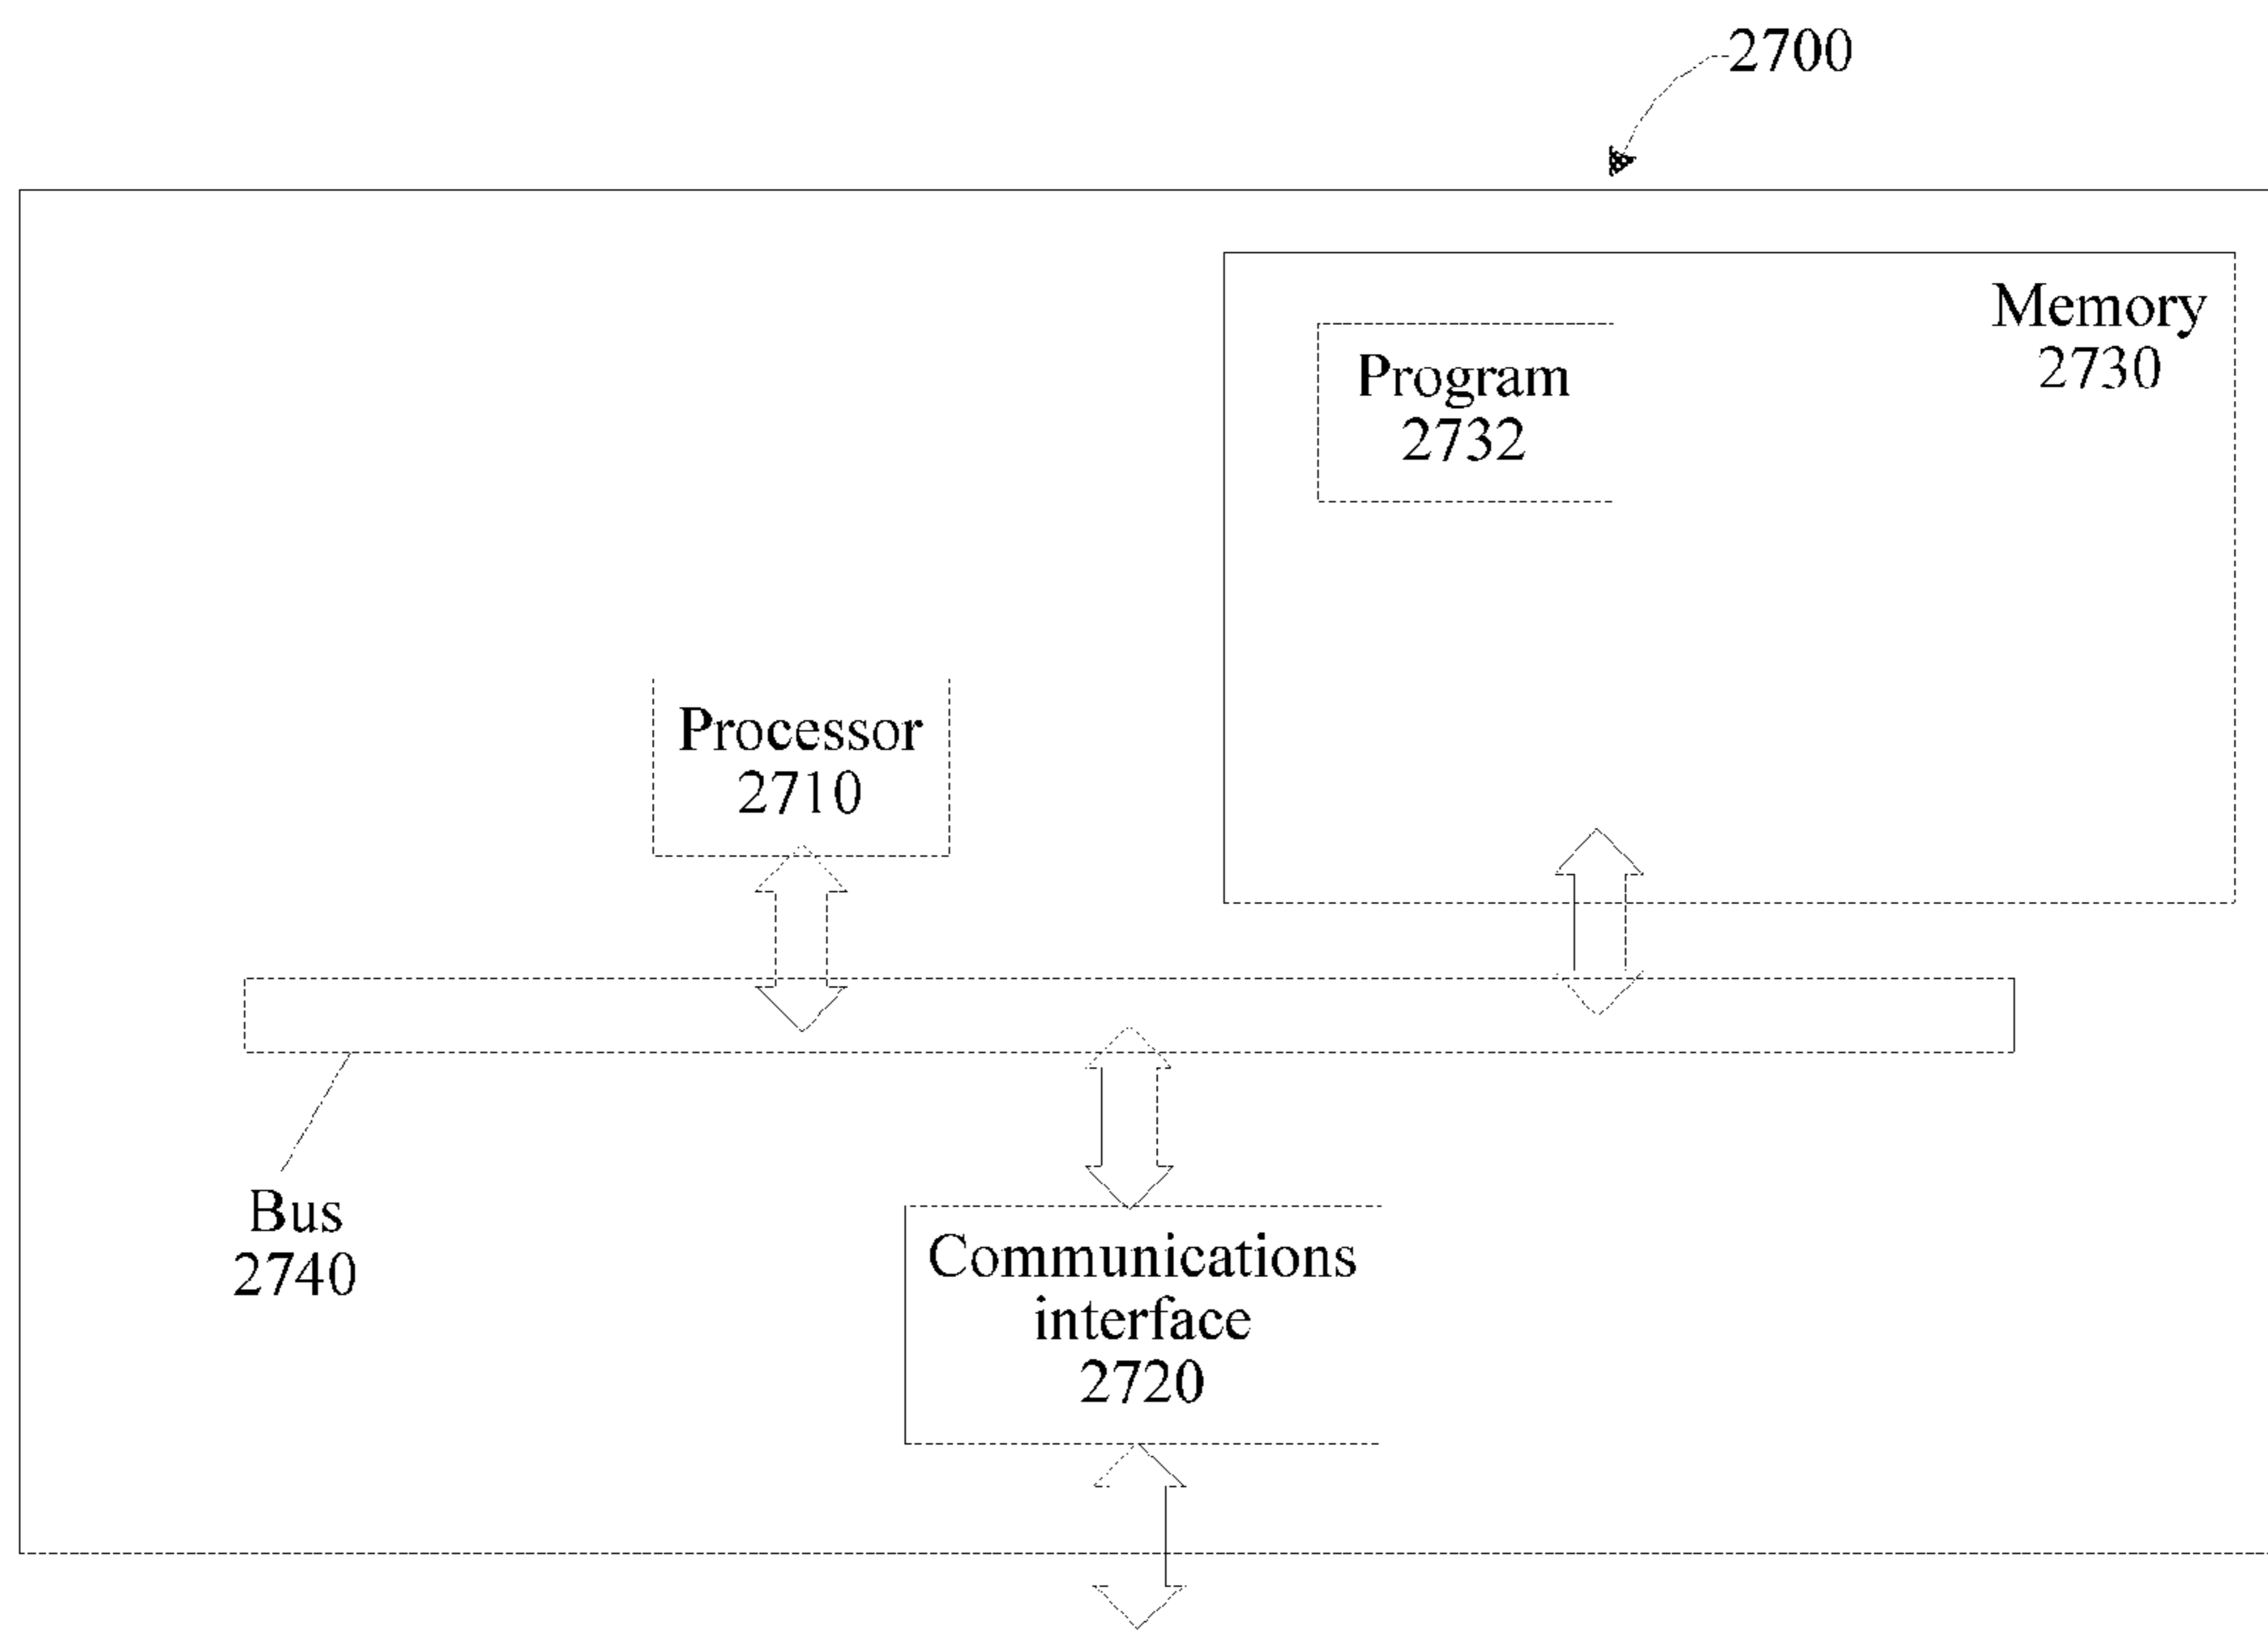 2700
Memory
2730
Program
2732
Processor
2710
Bus
2740
Communications
interface
2720